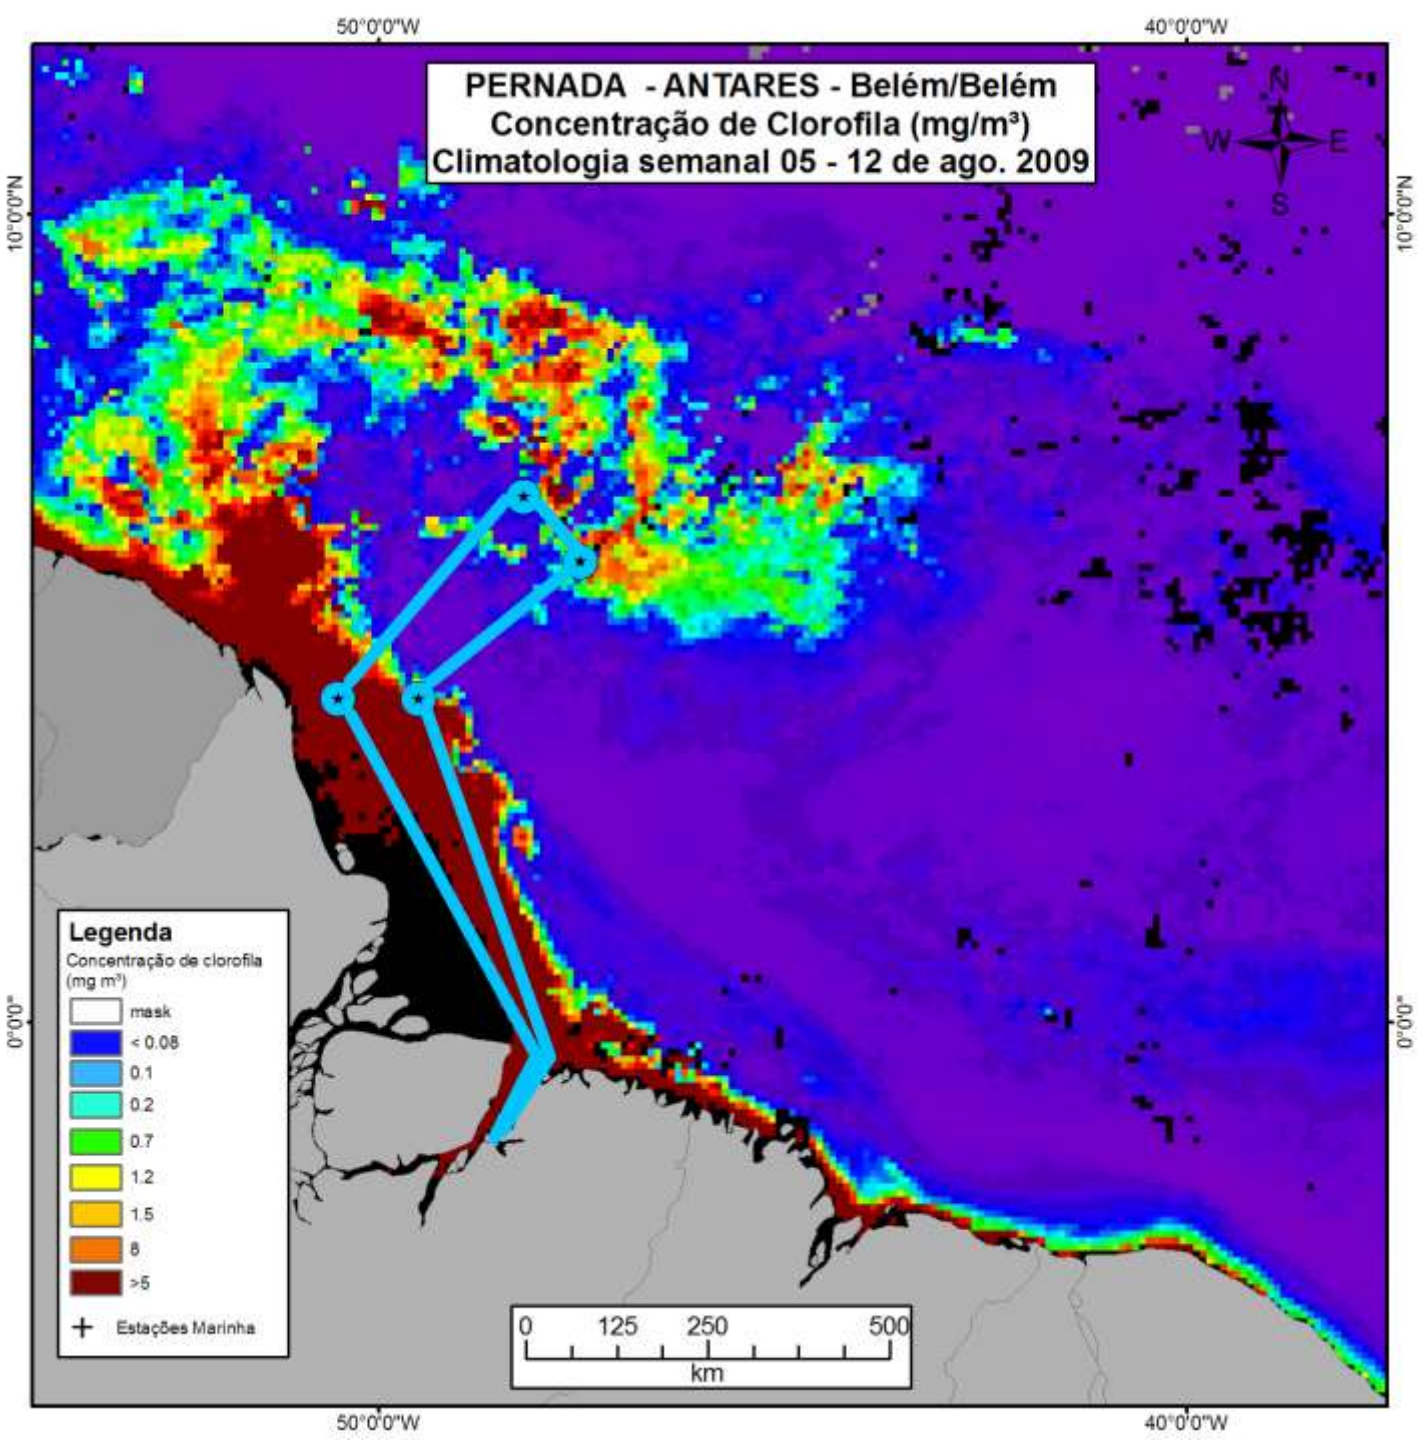 50°0'0"W 40°0'0"W
PERNADA - ANTARES - Belém/Belém
Concentração de Clorofila (mg/m³)
Climatologia semanal 05 - 12 de ago. 2009
N
W E
S
10°0'0"N 10°0'0"N
0°0'0" 0°0'0"
Legenda
Concentração de clorofila
(mg m³)
mask
< 0.08
0.1
0.2
0.7
1.2
1.5
8
>5
Estações Marinha
0 125 250 500
km
50°0'0"W 40°0'0"W